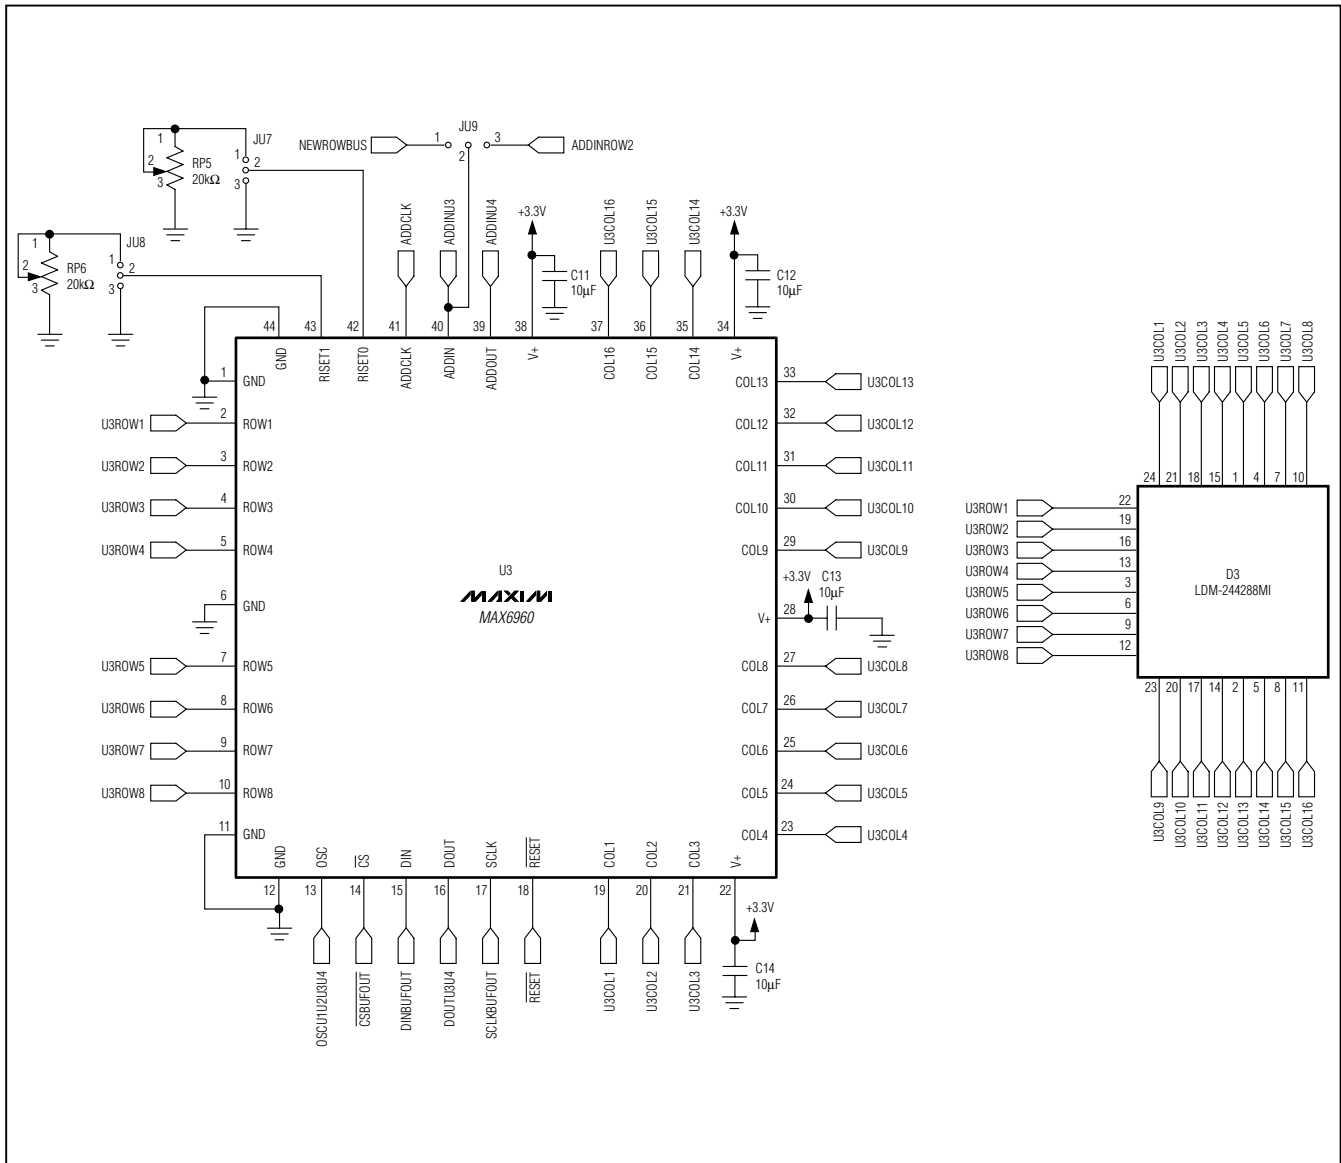 JU9
NEWROWBUS 1 2 3 ADDINROW2
1 2 3 RP5 20kΩ
JU7 1 2 3
1 2 3 RP6 20kΩ
JU8 1 2 3
ADDCLK ADDINU3 ADDINU4 +3.3V U3COL16 U3COL15 U3COL14 +3.3V
C11 10μF
C12 10μF
44 43 42 41 40 39 38 37 36 35 34
GND RISET1 RISET0 ADDCLK ADDIN ADDOUT V+ COL16 COL15 COL14 V+
1 GND
U3ROW1 2 ROW1
U3ROW2 3 ROW2
U3ROW3 4 ROW3
U3ROW4 5 ROW4
6 GND
U3ROW5 7 ROW5
U3ROW6 8 ROW6
U3ROW7 9 ROW7
U3ROW8 10 ROW8
11 GND
U3
MAXIM
MAX6960
COL13 33 U3COL13
COL12 32 U3COL12
COL11 31 U3COL11
COL10 30 U3COL10
COL9 29 U3COL9
+3.3V C13 10μF
V+ 28
COL8 27 U3COL8
COL7 26 U3COL7
COL6 25 U3COL6
COL5 24 U3COL5
COL4 23 U3COL4
GND OSC CS DIN DOUT SCLK RESET COL1 COL2 COL3 V+
12 13 14 15 16 17 18 19 20 21 22
OSCU1U2U3U4 CSBUFOUT DINBUFOUT DOUTU3U4 SCLKBUFOUT RESET U3COL1 U3COL2 U3COL3
+3.3V
C14 10μF
U3COL1 U3COL2 U3COL3 U3COL4 U3COL5 U3COL6 U3COL7 U3COL8
24 21 18 15 1 4 7 10
U3ROW1 22
U3ROW2 19
U3ROW3 16
U3ROW4 13
U3ROW5 3
U3ROW6 6
U3ROW7 9
U3ROW8 12
D3
LDM-244288MI
23 20 17 14 2 5 8 11
U3COL9 U3COL10 U3COL11 U3COL12 U3COL13 U3COL14 U3COL15 U3COL16